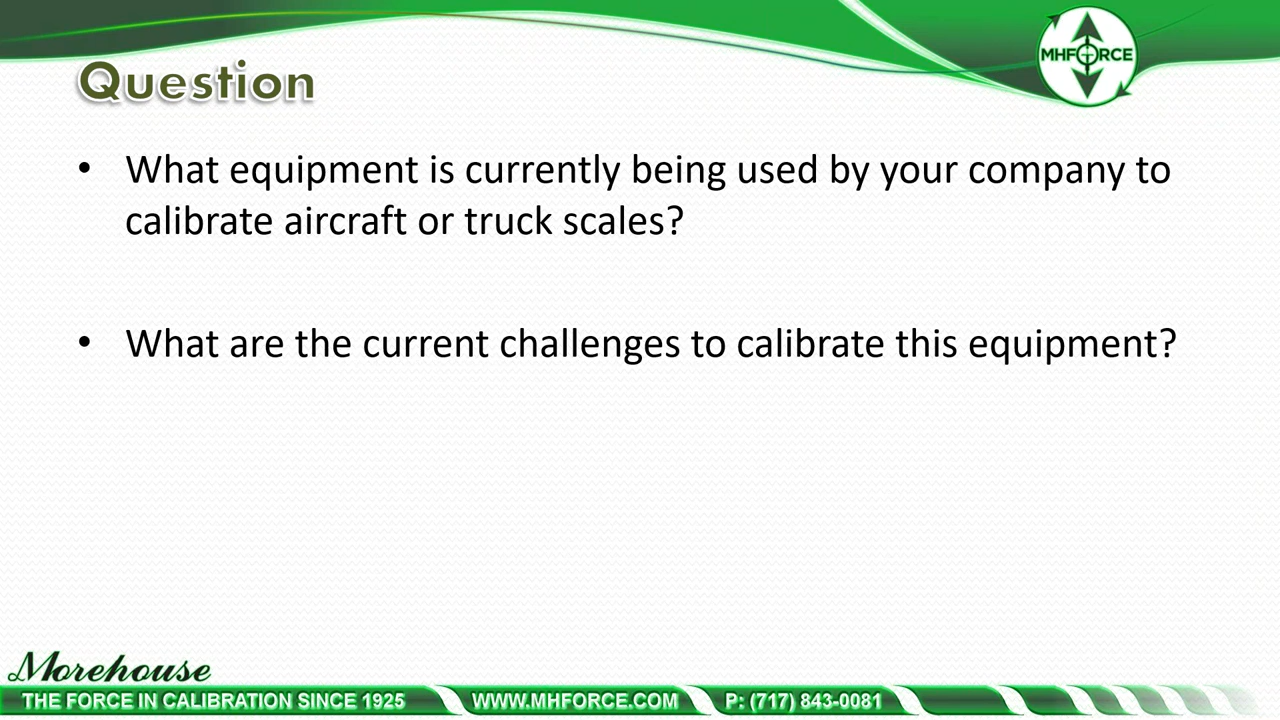 MHFORCE
Question
• What equipment is currently being used by your company to
calibrate aircraft or truck scales?
• What are the current challenges to calibrate this equipment?
Morehouse
THE FORCE IN CALIBRATION SINCE 1925 WWW.MHFORCE.COM P: (717) 843-0081